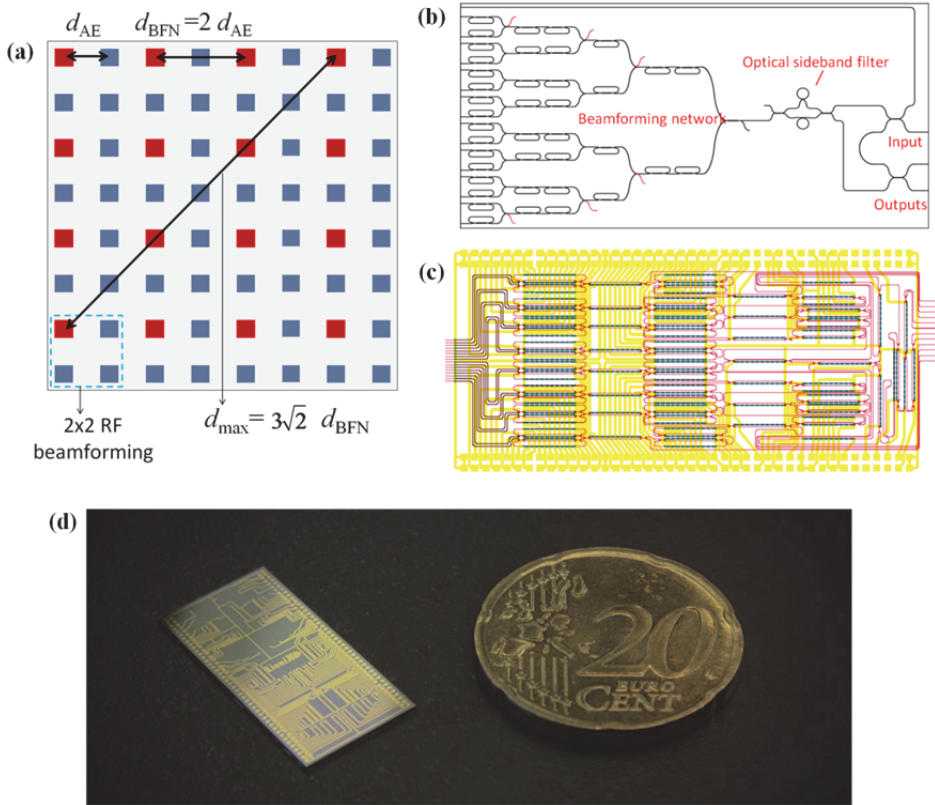 (a)
d_AE
d_BFN = 2 d_AE
2x2 RF
beamforming
d_max = 3√2 d_BFN
(b)
Optical sideband filter
Beamforming network
Input
Outputs
(c)
(d)
20
EURO
CENT